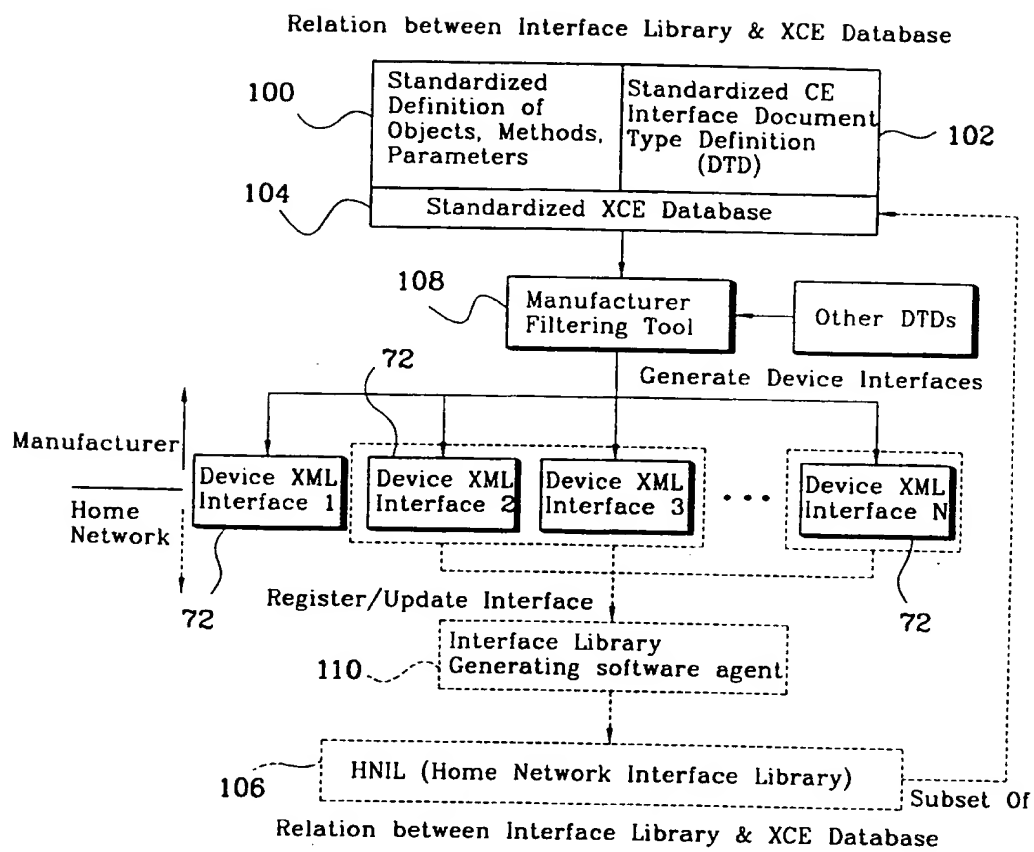 Relation between Interface Library & XCE Database
100
Standardized
Definition of
Objects, Methods,
Parameters
Standardized CE
Interface Document
Type Definition
(DTD)
102
104
Standardized XCE Database
108
Manufacturer
Filtering Tool
Other DTDs
72
Generate Device Interfaces
Manufacturer
Home
Network
Device XML
Interface 1
Device XML
Interface 2
Device XML
Interface 3
• • •
Device XML
Interface N
72
72
Register/Update Interface
110
Interface Library
Generating software agent
106
HNIL (Home Network Interface Library)
Subset Of
Relation between Interface Library & XCE Database